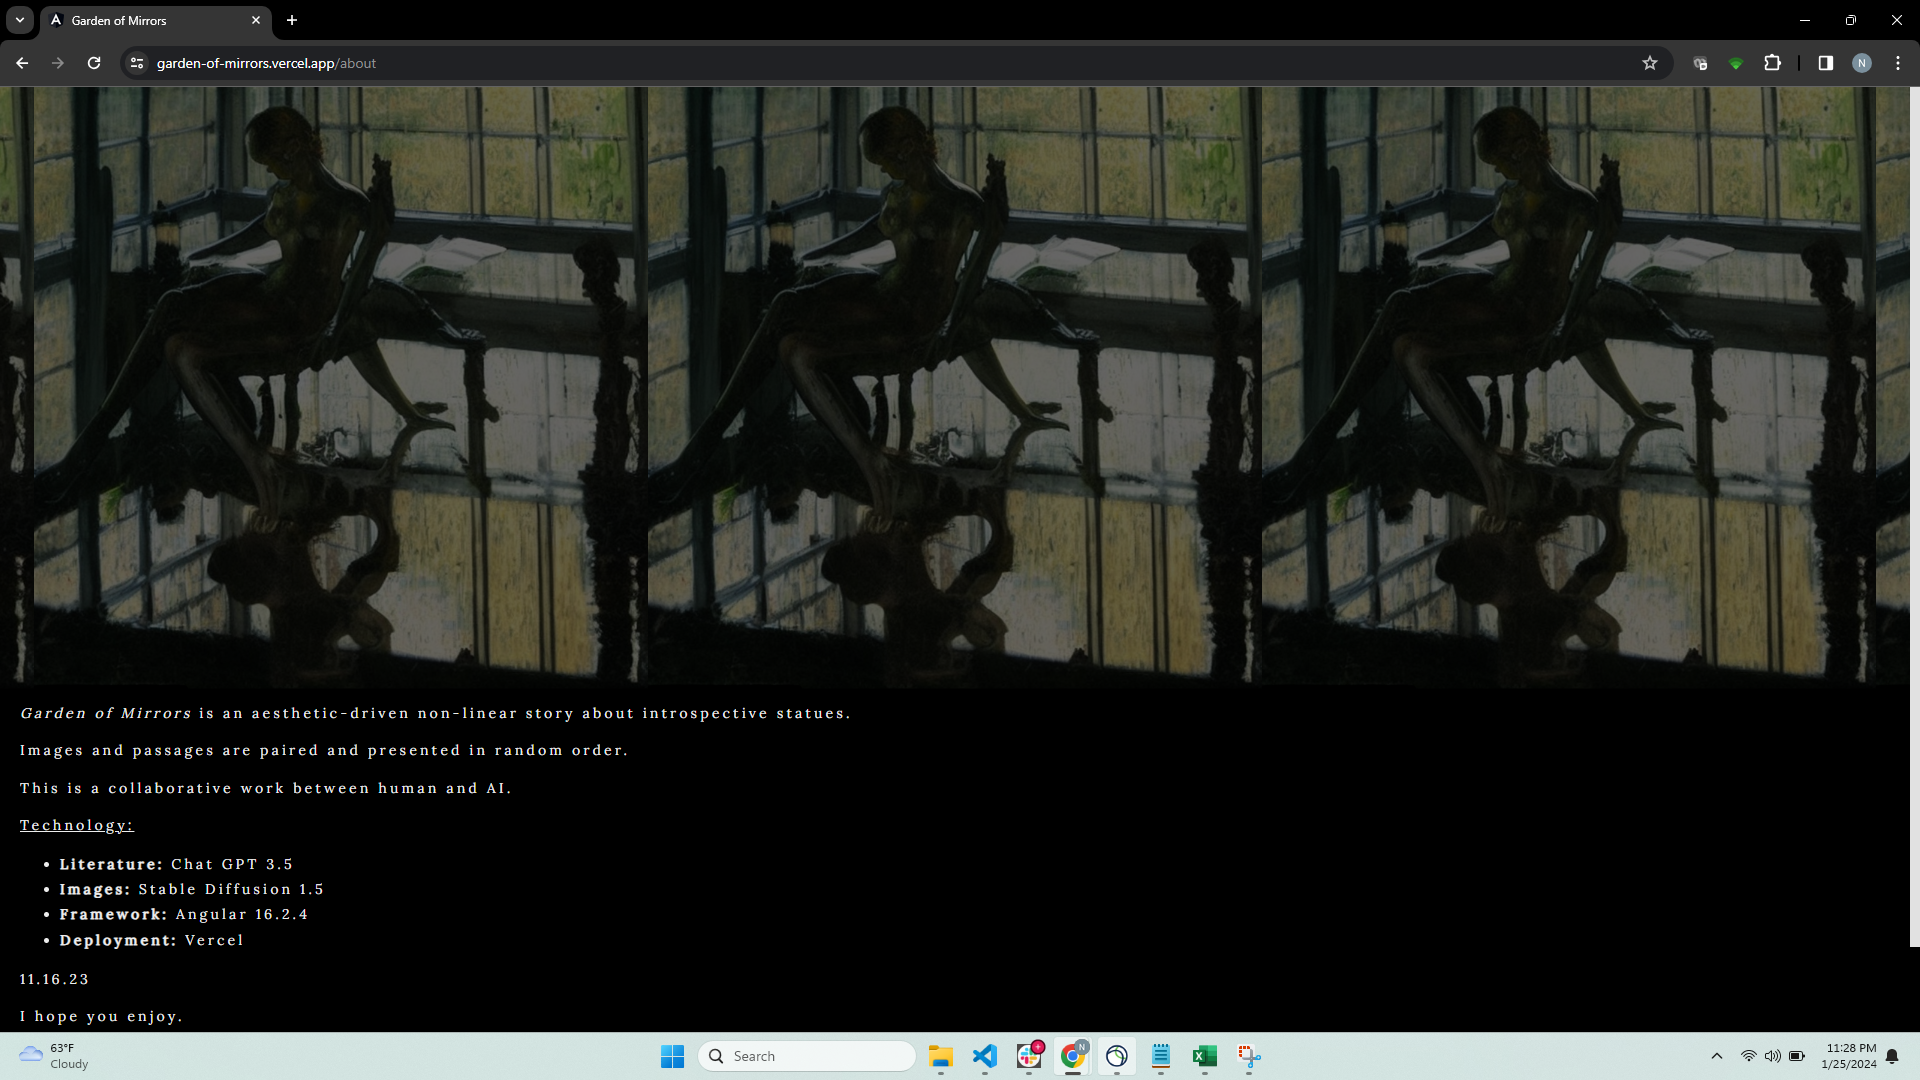 Garden of Mirrors
garden-of-mirrors.vercel.app/about
N
Garden of Mirrors is an aesthetic-driven non-linear story about introspective statues.
Images and passages are paired and presented in random order.
This is a collaborative work between human and AI.
Technology:
Literature: Chat GPT 3.5
Images: Stable Diffusion 1.5
Framework: Angular 16.2.4
Deployment: Vercel
11.16.23
I hope you enjoy.
63°F
Cloudy
Search
N
11:28 PM
1/25/2024